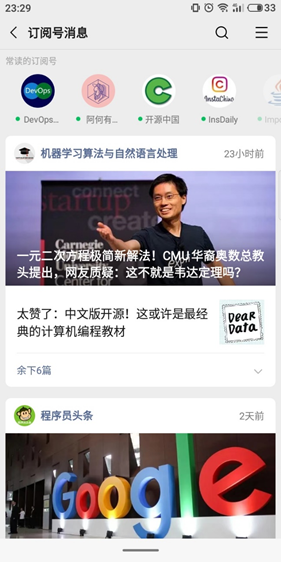 23:29
33
订阅号消息
常读的订阅号
DevOps
InstaChina
DevOps...
阿何有...
开源中国
InsDaily
机器学习算法与自然语言处理
23小时前
connect
startup
create
Carnegie
一元二次方程极简新解法！CMU华裔奥数总教
头提出，网友质疑：这不就是韦达定理吗？
太赞了：中文版开源！这或许是最经
典的计算机编程教材
DEAR
DATA
余下6篇
程序员头条
2天前
Google